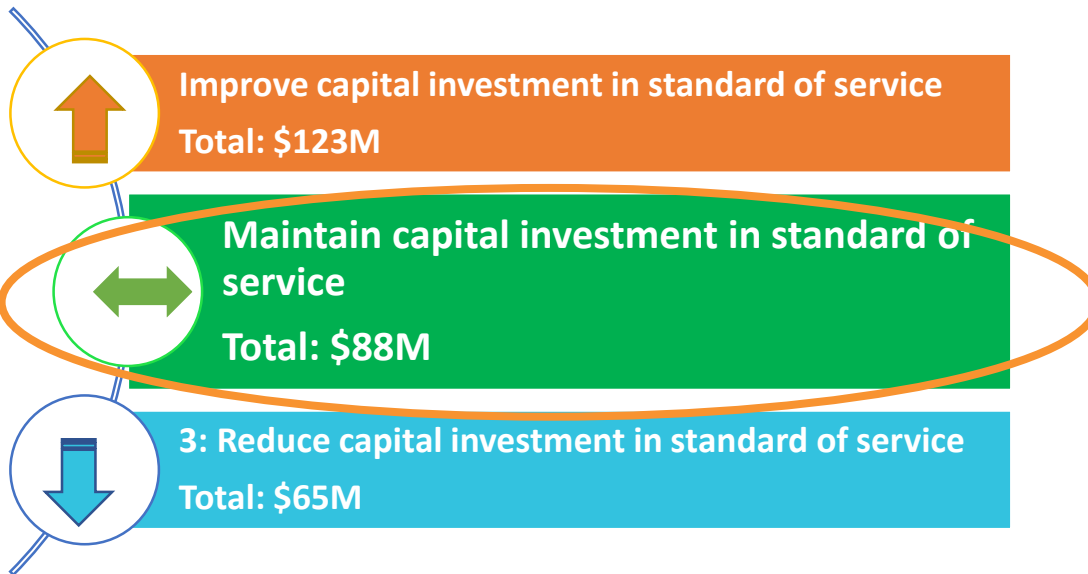 Improve capital investment in standard of service
Total: $123M
Maintain capital investment in standard of
service
Total: $88M
3: Reduce capital investment in standard of service
Total: $65M